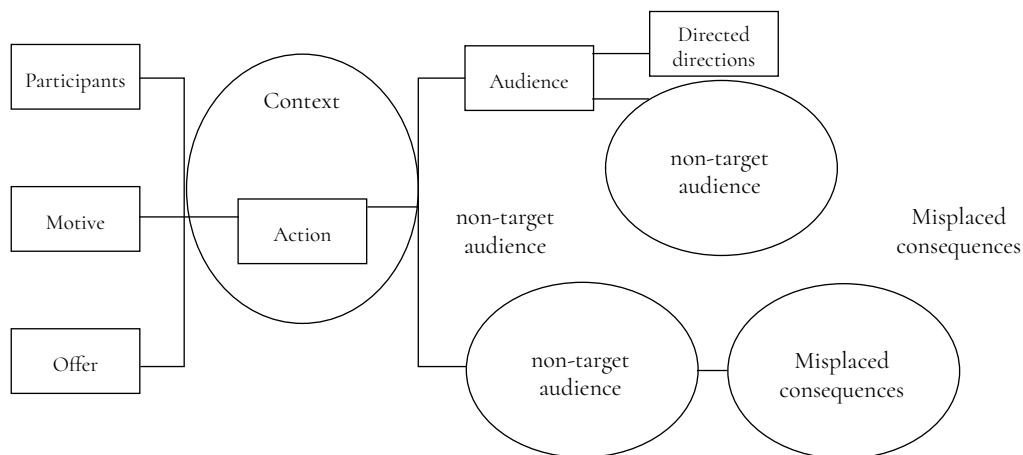 Participants
Motive
Offer
Context
Action
Audience
Directed
directions
non-target
audience
non-target
audience
Misplaced
consequences
non-target
audience
Misplaced
consequences